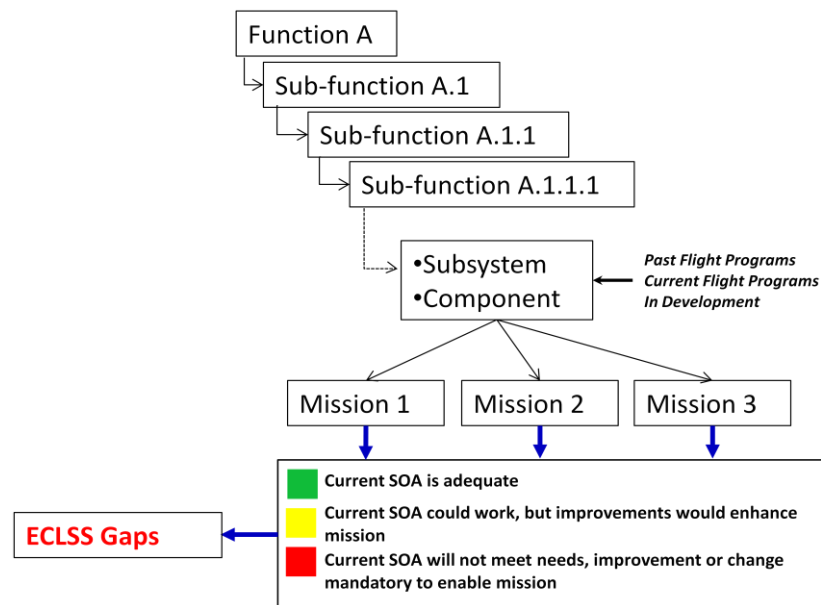 Function A
Sub-function A.1
Sub-function A.1.1
Sub-function A.1.1.1
•Subsystem
•Component
Past Flight Programs
Current Flight Programs
In Development
Mission 1
Mission 2
Mission 3
Current SOA is adequate
Current SOA could work, but improvements would enhance
mission
Current SOA will not meet needs, improvement or change
mandatory to enable mission
ECLSS Gaps